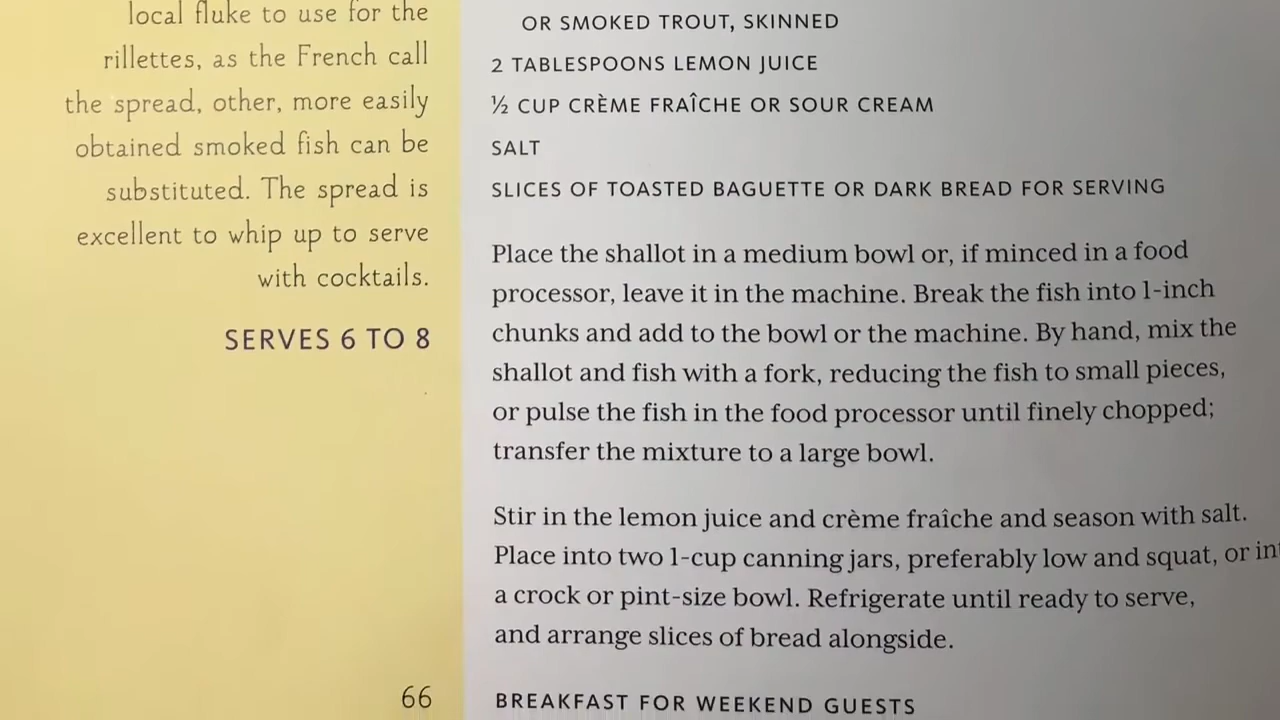 local fluke to use for the
rillettes, as the French call
the spread, other, more easily
obtained smoked fish can be
substituted. The spread is
excellent to whip up to serve
with cocktails.
SERVES 6 TO 8
66
OR SMOKED TROUT, SKINNED
2 TABLESPOONS LEMON JUICE
½ CUP CRÈME FRAÎCHE OR SOUR CREAM
SALT
SLICES OF TOASTED BAGUETTE OR DARK BREAD FOR SERVING
Place the shallot in a medium bowl or, if minced in a food
processor, leave it in the machine. Break the fish into 1-inch
chunks and add to the bowl or the machine. By hand, mix the
shallot and fish with a fork, reducing the fish to small pieces,
or pulse the fish in the food processor until finely chopped;
transfer the mixture to a large bowl.
Stir in the lemon juice and crème fraîche and season with salt.
Place into two 1-cup canning jars, preferably low and squat, or
a crock or pint-size bowl. Refrigerate until ready to serve,
and arrange slices of bread alongside.
BREAKFAST FOR WEEKEND GUESTS